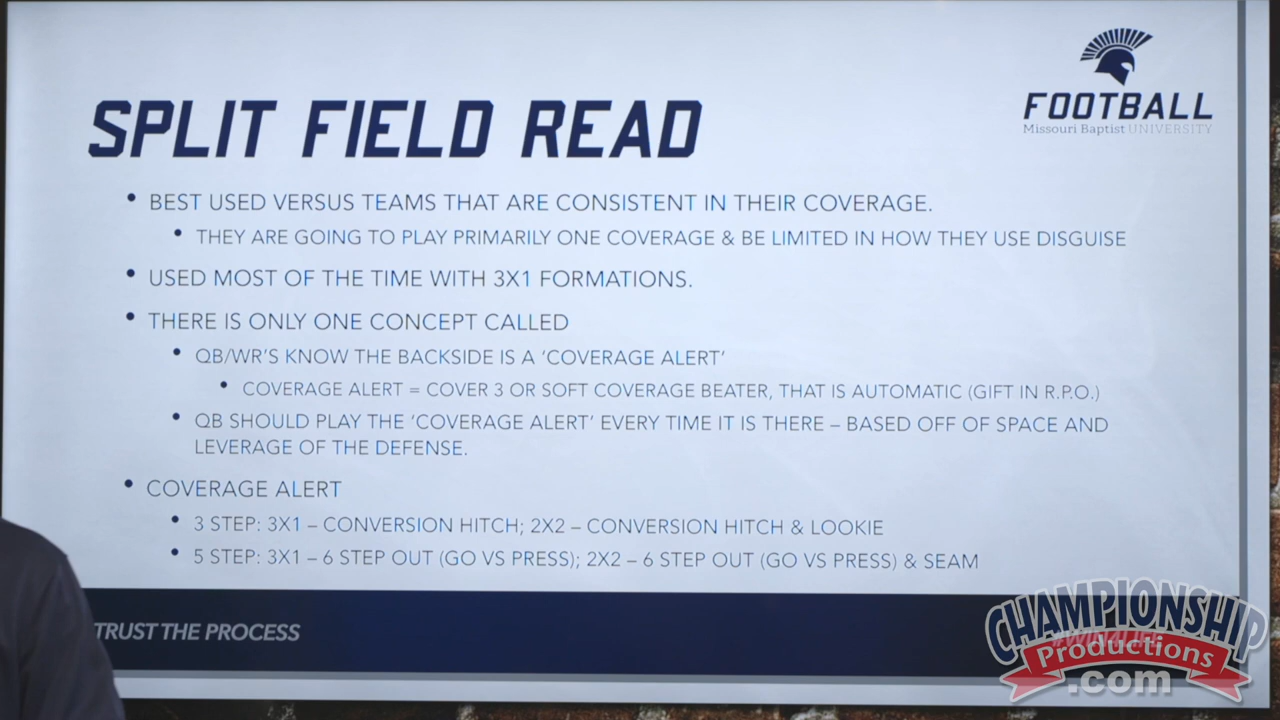 FOOTBALL
Missouri Baptist UNIVERSITY
SPLIT FIELD READ
• BEST USED VERSUS TEAMS THAT ARE CONSISTENT IN THEIR COVERAGE.
• THEY ARE GOING TO PLAY PRIMARILY ONE COVERAGE & BE LIMITED IN HOW THEY USE DISGUISE
• USED MOST OF THE TIME WITH 3X1 FORMATIONS.
• THERE IS ONLY ONE CONCEPT CALLED
• QB/WR'S KNOW THE BACKSIDE IS A 'COVERAGE ALERT'
• COVERAGE ALERT = COVER 3 OR SOFT COVERAGE BEATER, THAT IS AUTOMATIC (GIFT IN R.P.O.)
• QB SHOULD PLAY THE 'COVERAGE ALERT' EVERY TIME IT IS THERE – BASED OFF OF SPACE AND
LEVERAGE OF THE DEFENSE.
• COVERAGE ALERT
• 3 STEP: 3X1 – CONVERSION HITCH; 2X2 – CONVERSION HITCH & LOOKIE
• 5 STEP: 3X1 – 6 STEP OUT (GO VS PRESS); 2X2 – 6 STEP OUT (GO VS PRESS) & SEAM
TRUST THE PROCESS
CHAMPIONSHIP
Productions
.com